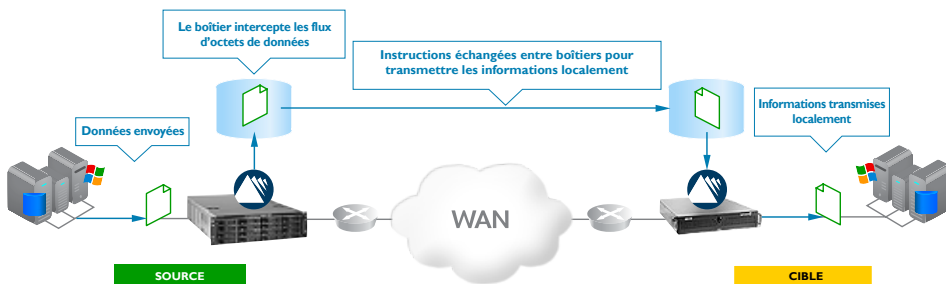 Le boîtier intercepte les flux
d'octets de données
Instructions échangées entre boîtiers pour
transmettre les informations localement
Données envoyées
Informations transmises
localement
WAN
SOURCE
CIBLE